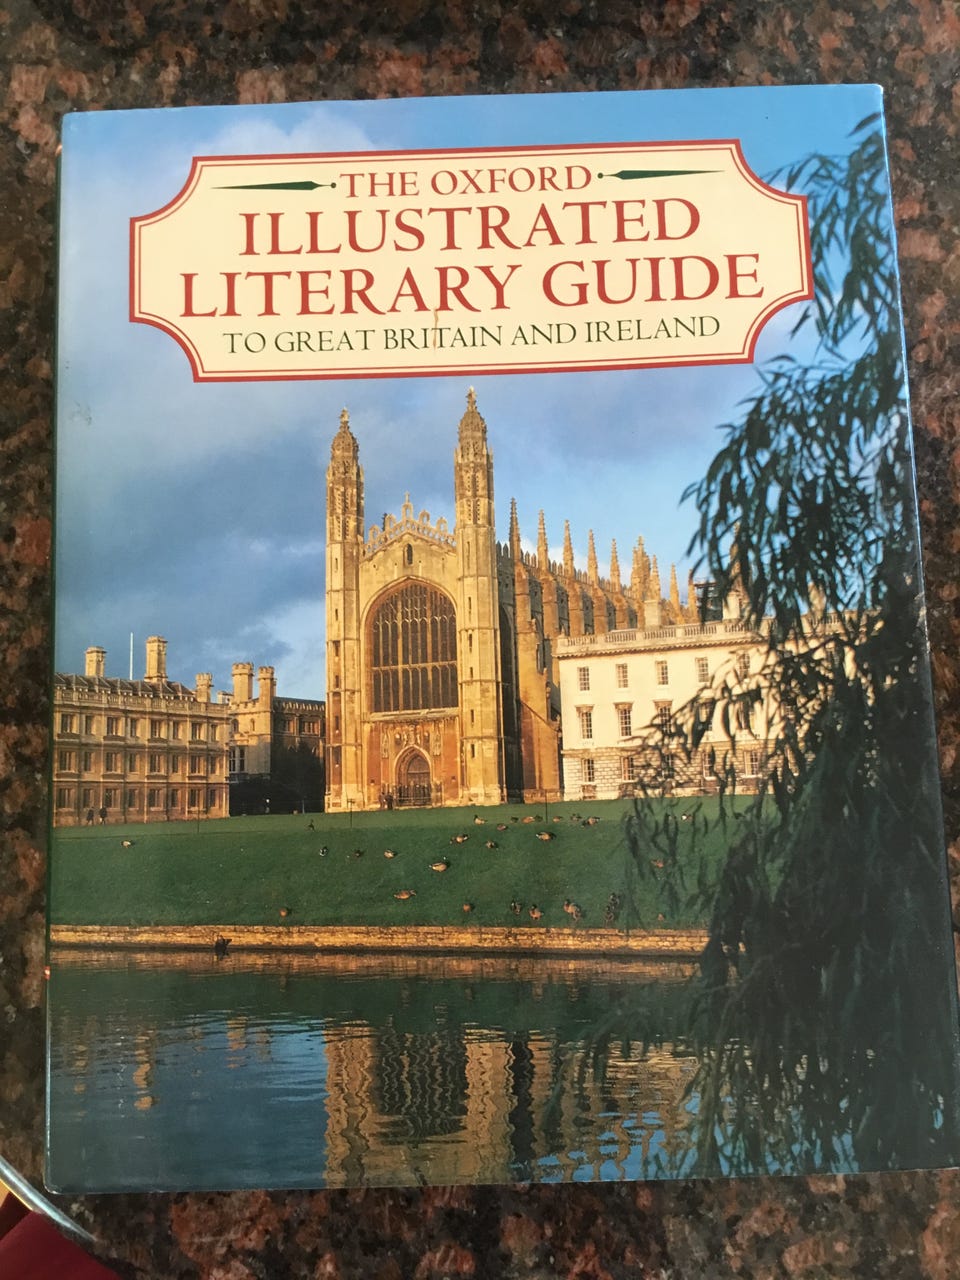 THE OXFORD
ILLUSTRATED
LITERARY GUIDE
TO GREAT BRITAIN AND IRELAND